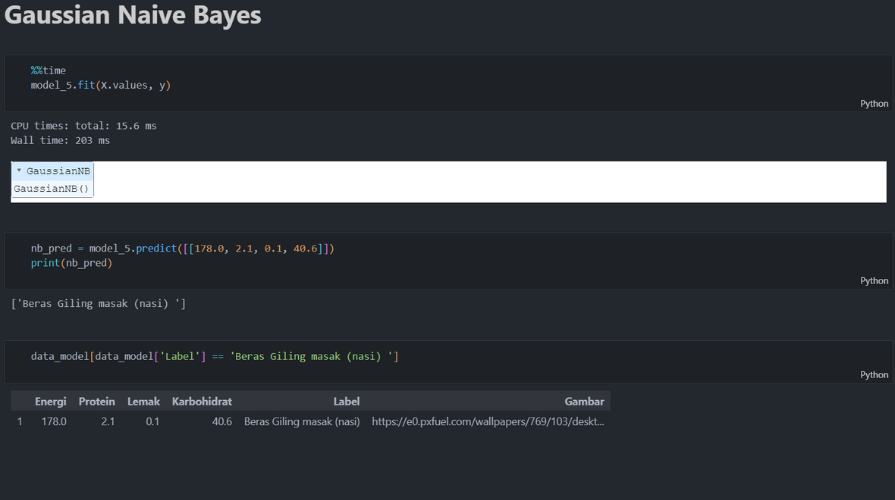 Gaussian Naive Bayes
%%time
model_5.fit(X.values, y)
Python
CPU times: total: 15.6 ms
Wall time: 203 ms
▾ GaussianNB
GaussianNB()
nb_pred = model_5.predict([[178.0, 2.1, 0.1, 40.6]])
print(nb_pred)
Python
['Beras Giling masak (nasi) ']
data_model[data_model['Label'] == 'Beras Giling masak (nasi) ']
Python
Energi Protein Lemak Karbohidrat Label Gambar
1 178.0 2.1 0.1 40.6 Beras Giling masak (nasi) https://e0.pxfuel.com/wallpapers/769/103/deskt...